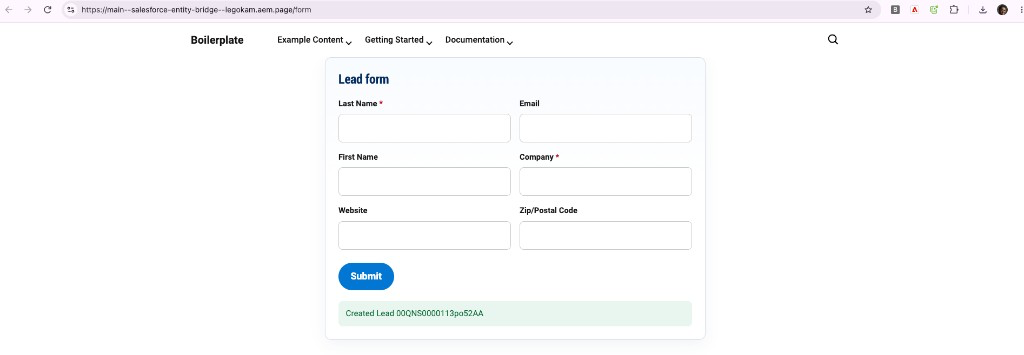 https://main--salesforce-entity-bridge--legokam.aem.page/form
Boilerplate Example Content Getting Started Documentation
Lead form
Last Name * Email
First Name Company *
Website Zip/Postal Code
Submit
Created Lead 00QNS0000113po52AA